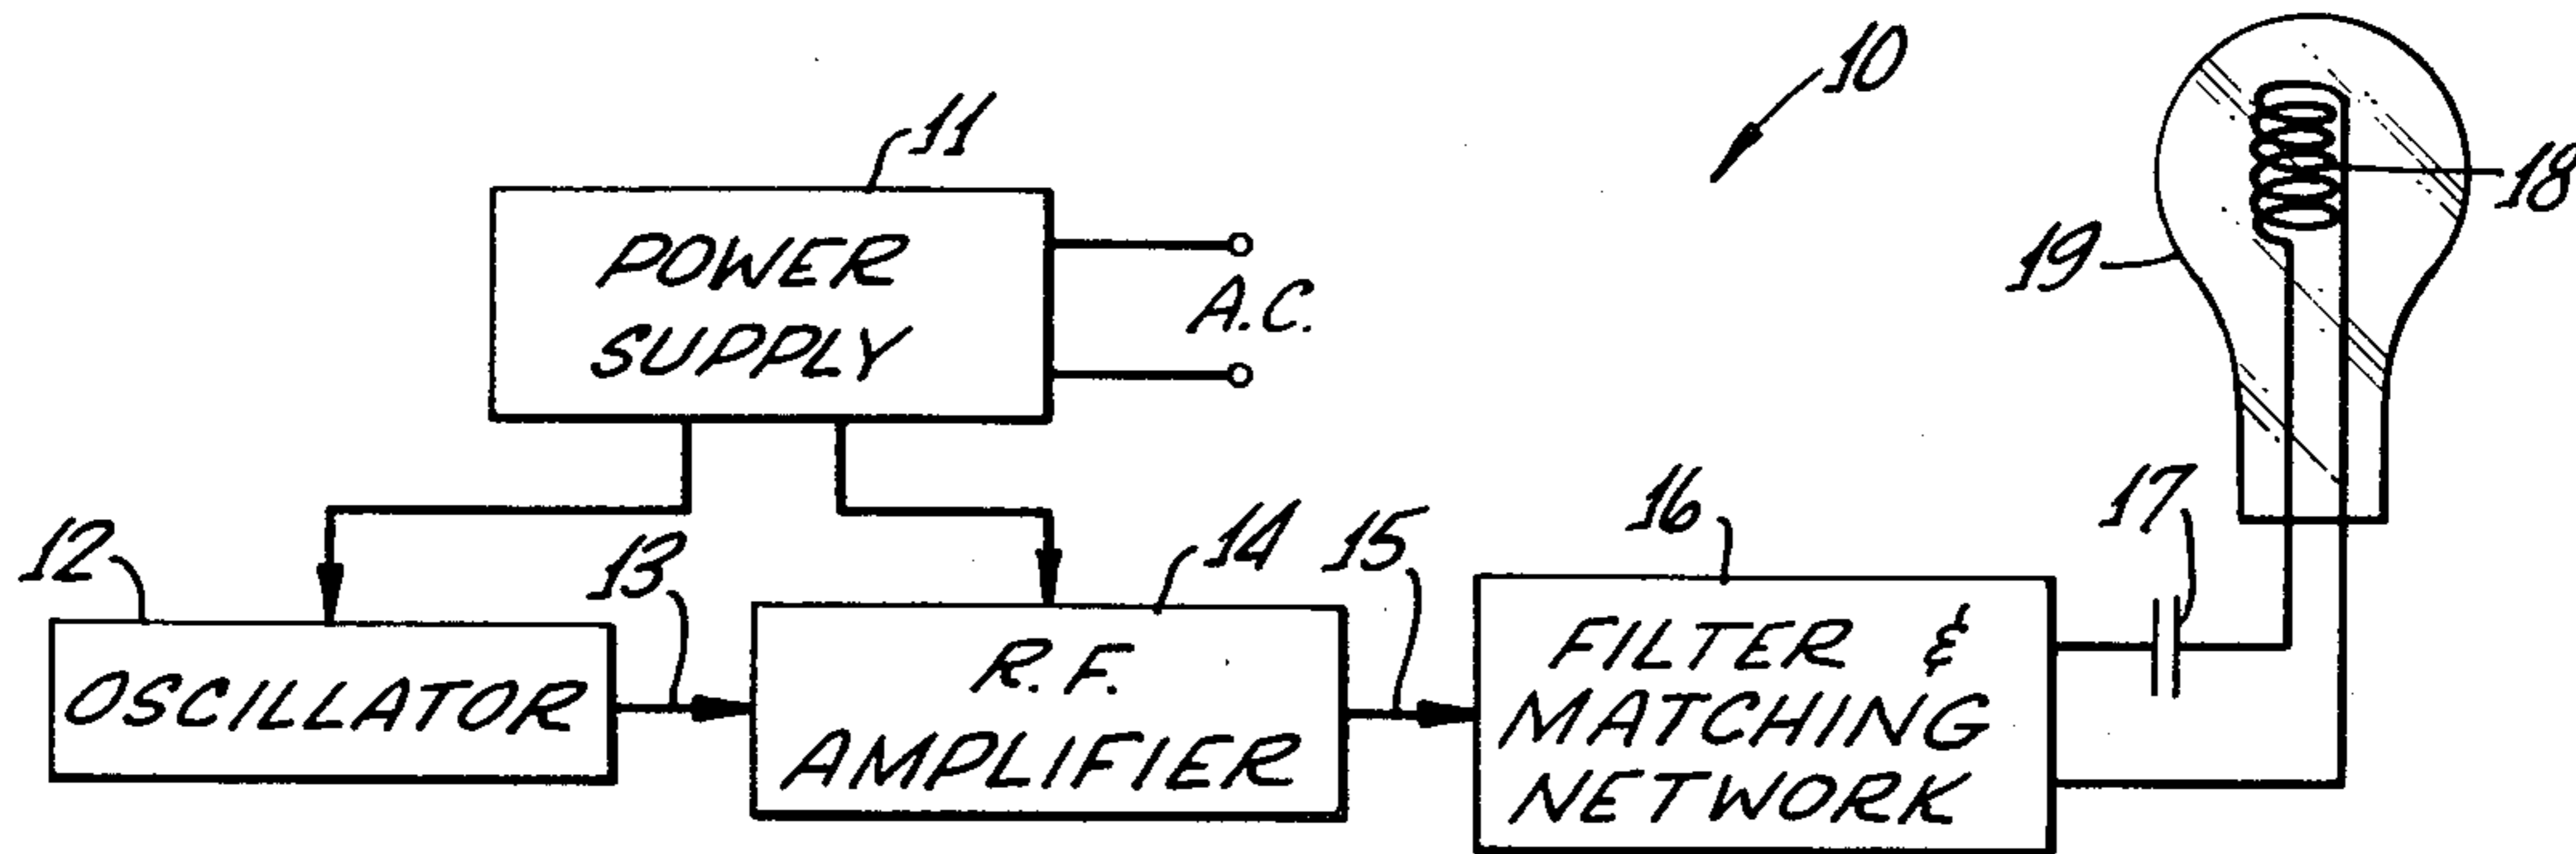 10
11
POWER
SUPPLY
A.C.
18
19
12
13
14
15
16
17
OSCILLATOR
R.F.
AMPLIFIER
FILTER &
MATCHING
NETWORK